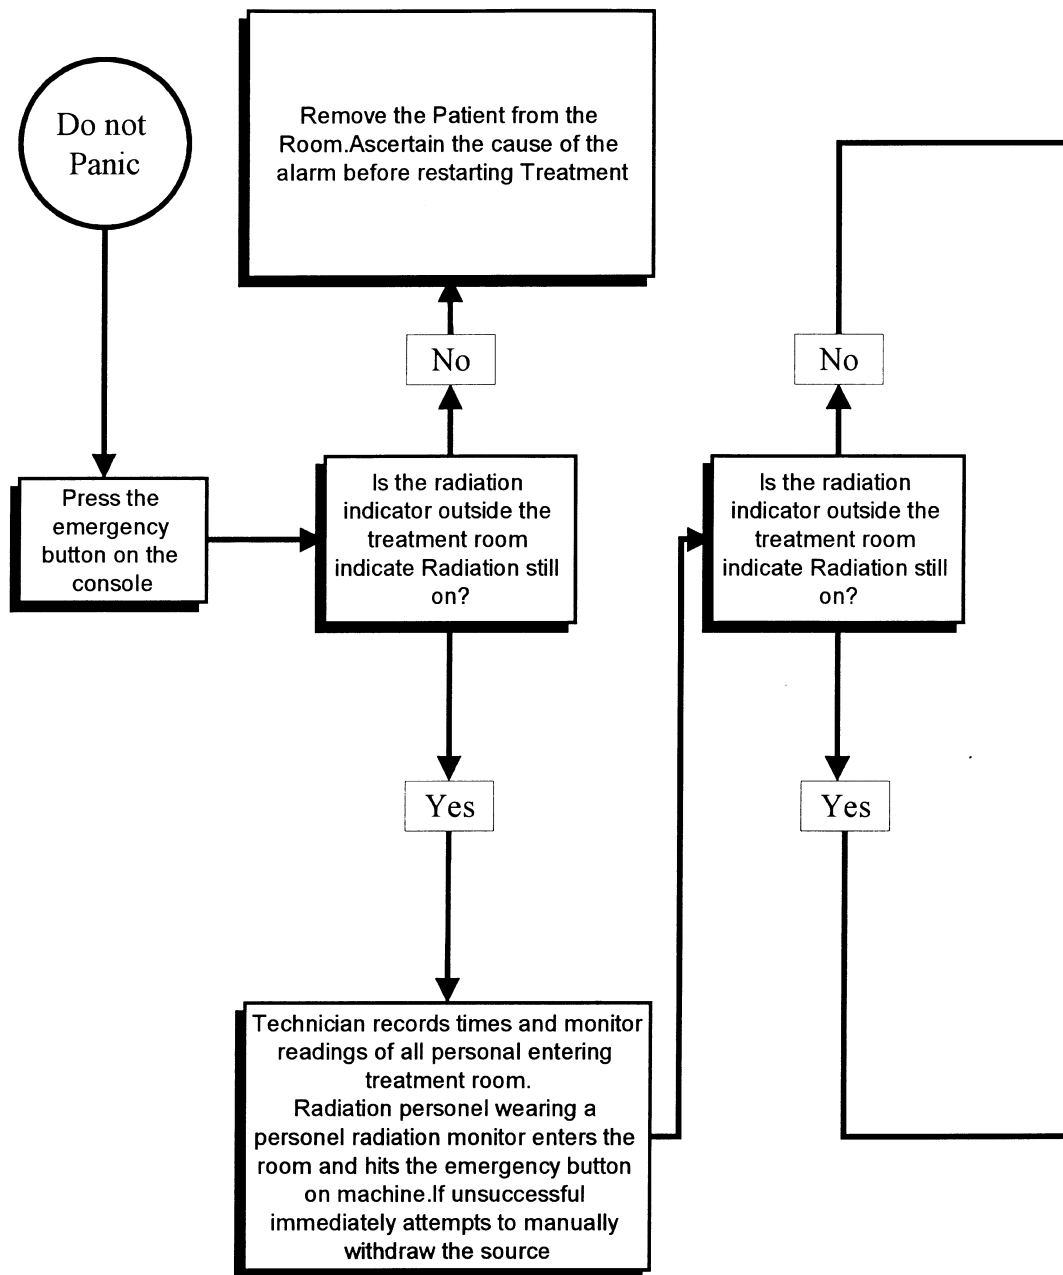 Do not
Panic
Press the
emergency
button on the
console
Remove the Patient from the
Room.Ascertain the cause of the
alarm before restarting Treatment
No
Is the radiation
indicator outside the
treatment room
indicate Radiation still
on?
Yes
Technician records times and monitor
readings of all personal entering
treatment room.
Radiation personel wearing a
personel radiation monitor enters the
room and hits the emergency button
on machine.If unsuccessful
immediately attempts to manually
withdraw the source
No
Is the radiation
indicator outside the
treatment room
indicate Radiation still
on?
Yes